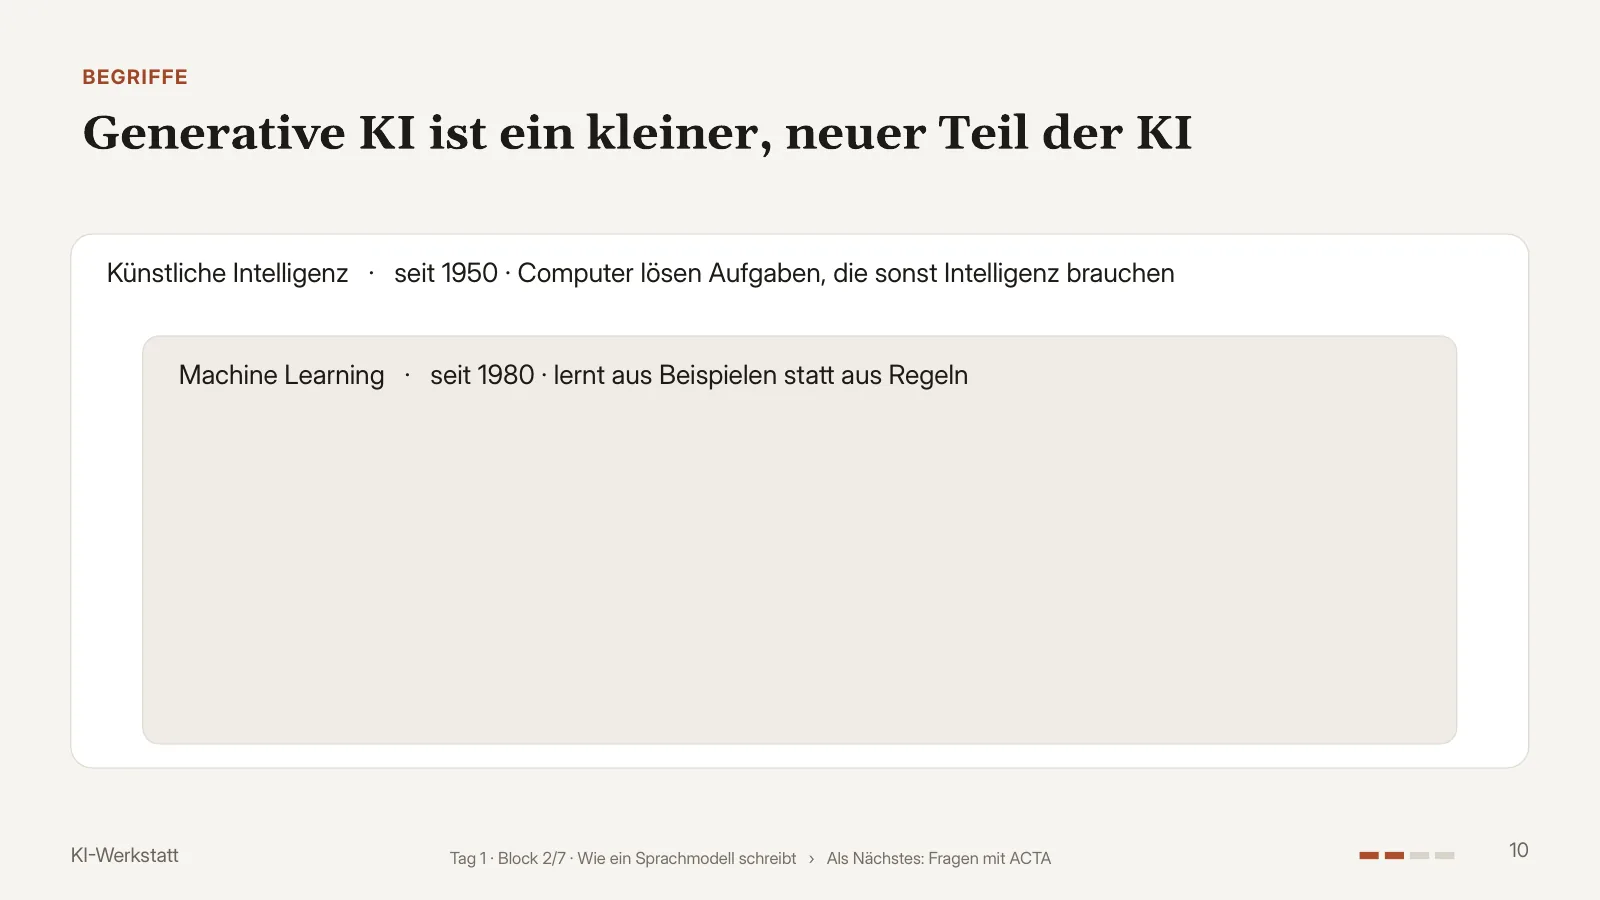 BEGRIFFE
Generative KI ist ein kleiner, neuer Teil der KI
Künstliche Intelligenz · seit 1950 · Computer lösen Aufgaben, die sonst Intelligenz brauchen
Machine Learning · seit 1980 · lernt aus Beispielen statt aus Regeln
KI-Werkstatt
Tag 1 · Block 2/7 · Wie ein Sprachmodell schreibt › Als Nächstes: Fragen mit ACTA
10